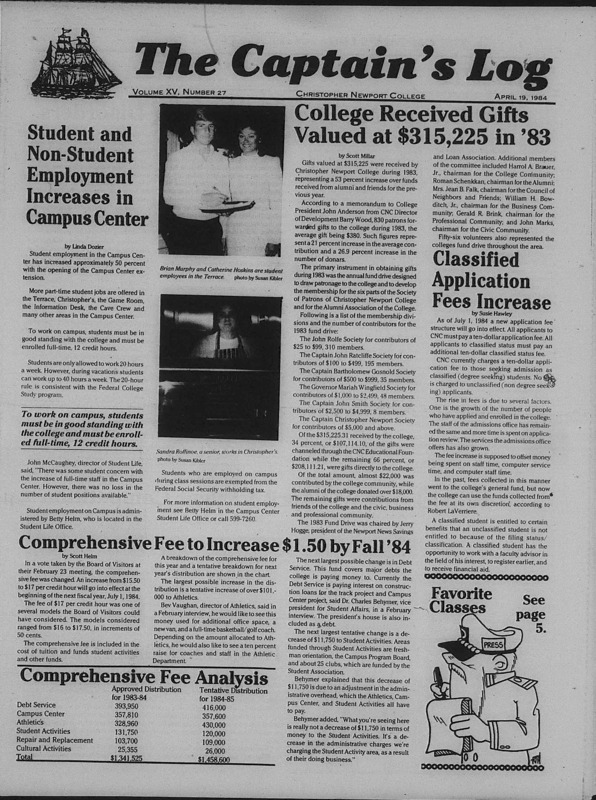 The Captain's Log
VOLUME XV, NUMBER 27
CHRISTOPHER NEWPORT COLLEGE
APRIL 19, 1984
Student and
Non-Student
Employment
Increases in
Campus Center
by Linda Dozier
Student employment in the Campus Cen-
ter has increased approximately 50 percent
with the opening of the Campus Center ex-
tension.
More part-time student jobs are offered in
the Terrace, Christopher's, the Game Room,
the Information Desk, the Cave Crew and
many other areas in the Campus Center.
To work on campus, students must be in
good standing with the college and must be
enrolled full-time, 12 credit hours.
Students are only allowed to work 20 hours
a week. However, during vacations students
can work up to 40 hours a week. The 20-hour
rule is consistent with the Federal College
Study program.
To work on campus, students
must be in good standing with
the college and must be enroll-
ed full-time, 12 credit hours.
John McCaughey, director of Student Life,
said, "There was some student concern with
the increase of full-time staff in the Campus
Center. However, there was no loss in the
number of student positions available."
Student employment on Campus is admin-
istered by Betty Helm, who is located in the
Student Life Office.
Brian Murphy and Catherine Hoskins are student
employees in the Terrace. photo by Susan Kibler
Sandra Roffman, a senior, works in Christopher's
photo by Susan Kibler
Students who are employed on campus
during class sessions are exempted from the
Federal Social Security withholding tax.
For more information on student employ-
ment see Betty Helm in the Campus Center
Student Life Office or call 599-7260.
College Received Gifts
Valued at $315,225 in '83
by Scott Millar
Gifts valued at $315,225 were received by
Christopher Newport College during 1983,
representing a 53 percent increase over funds
received from alumni and friends for the pre-
vious year.
According to a memorandum to College
President John Anderson from CNC Director
of Development Barry Wood, 830 patrons for-
warded gifts to the college during 1983, the
average gift being $380. Such figures repre-
sent a 21 percent increase in the average con-
tribution and a 26.9 percent increase in the
number of donors.
The primary instrument in obtaining gifts
during 1983 was the annual fund drive designed
to draw patronage to the college and to develop
the membership for the six parts of the Society
of Patrons of Christopher Newport College
and for the Alumni Association of the College.
Following is a list of the membership divi-
sions and the number of contributors for the
1983 fund drive:
The John Rolfe Society for contributors of
$25 to $99, 310 members.
The Captain John Ratcliffe Society for con-
tributors of $100 to $499, 195 members.
The Captain Bartholomew Gosnold Society
for contributors of $500 to $999, 35 members.
The Governor Mariah Wingfield Society for
contributors of $1,000 to $2,499, 48 members.
The Captain John Smith Society for con-
tributors of $2,500 to $4,999, 8 members.
The Captain Christopher Newport Society
for contributors of $5,000 and above.
Of the $315,225.31 received by the college,
34 percent, or $107,114.10, of the gifts were
channeled through the CNC Educational Foun-
dation while the remaining 66 percent, or
$208,111.21, were gifts directly to the college.
Of the total amount, almost $22,000 was
contributed by the college community, while
the alumni of the college donated over $18,000.
The remaining gifts were contributions from
friends of the college and the civic, business
and professional community.
The 1983 Fund Drive was chaired by Jerry
Hogge, president of the Newport News Savings
and Loan Association. Additional members
of the committee included Harrol A. Brauer,
Jr., chairman for the College Community;
Roman Schenkkan, chairman for the Alumni;
Mrs. Jean B. Falk, chairman for the Council of
Neighbors and Friends; William H. Bow-
ditch, Jr., chairman for the Business Com-
munity; Gerald R. Brink, chairman for the
Professional Community; and John Marks,
chairman for the Civic Community.
Fifty-six volunteers also represented the
colleges fund drive throughout the area.
Classified
Application
Fees Increase
by Susie Hawley
As of July 1, 1984 a new application fee
structure will go into effect. All applicants to
CNC must pay a ten-dollar application fee. All
applicants to classified status must pay an
additional ten-dollar classified status fee.
CNC currently charges a ten-dollar appli-
cation fee to those seeking admission as
classified (degree seeking) students. No
is charged to unclassified (non degree seek-
ing) applicants.
The rise in fees is due to several factors.
One is the growth of the number of people
who have applied and enrolled in the college.
The staff of the admissions office has remain-
ed the same and more time is spent on applica-
tion review. The services the admissions office
offers has also grown.
The fee increase is supposed to offset money
being spent on staff time, computer service
time, and computer staff time.
In the past, fees collected in this manner
went to the college's general fund, but now
the college can use the funds collected from
the fee at its own discretion, according to
Robert LaVerriere.
A classified student is entitled to certain
benefits that an unclassified student is not
entitled to because of the filing status/
classification. A classified student has the
opportunity to work with a faculty advisor in
the field of his interest, to register earlier, and
to receive financial aid.
Comprehensive Fee to Increase $1.50 by Fall '84
by Scott Helm
In a vote taken by the Board of Visitors at
their February 23 meeting, the comprehen-
sive fee was changed. An increase from $15.50
to $17 per credit hour will go into effect at the
beginning of the next fiscal year, July 1, 1984.
The fee of $17 per credit hour was one of
several models the Board of Visitors could
have considered. The models considered
ranged from $16 to $17.50, in increments of
50 cents.
The comprehensive fee is included in the
cost of tuition and funds student activities
and other funds.
A breakdown of the comprehensive fee for
this year and a tentative breakdown for next
year's distribution are shown in the chart.
The largest possible increase in the dis-
tribution is a tentative increase of over $101,-
000 to Athletics.
Bev Vaughan, director of Athletics, said in
a February interview, he would like to see this
money used for additional office space, a
new van, and a full-time basketball/golf coach.
Depending on the amount allocated to Ath-
letics, he would also like to see a ten percent
raise for coaches and staff in the Athletic
Department.
The next largest possible change is in Debt
Service. This fund covers major debts the
college is paying money to. Currently the
Debt Service is paying interest on construc-
tion loans for the track project and Campus
Center project, said Dr. Charles Behymer, vice
president for Student Affairs, in a February
interview. The president's house is also in-
cluded as a debt.
The next largest tentative change is a de-
crease of $11,750 to Student Activities. Areas
funded through Student Activities are fresh-
man orientation, the Campus Program Board,
and about 25 clubs, which are funded by the
Student Association.
Behymer explained that this decrease of
$11,750 is due to an adjustment in the admin-
istrative overhead, which the Athletics, Cam-
pus Center, and Student Activities all have
to pay.
Behymer added, "What you're seeing here
is really not a decrease of $11,750 in terms of
money to the Student Activities. It's a de-
crease in the administrative charges we're
charging the Student Activity area, as a result
of their doing business."
Comprehensive Fee Analysis
Approved Distribution Tentative Distribution
for 1983-84 for 1984-85
Debt Service 393,950 416,000
Campus Center 357,810 357,600
Athletics 328,960 430,000
Student Activities 131,750 120,000
Repair and Replacement 103,700 109,000
Cultural Activities 25,355 26,000
Total $1,341,525 $1,458,600
Favorite
Classes
See
page
5.
PRESS